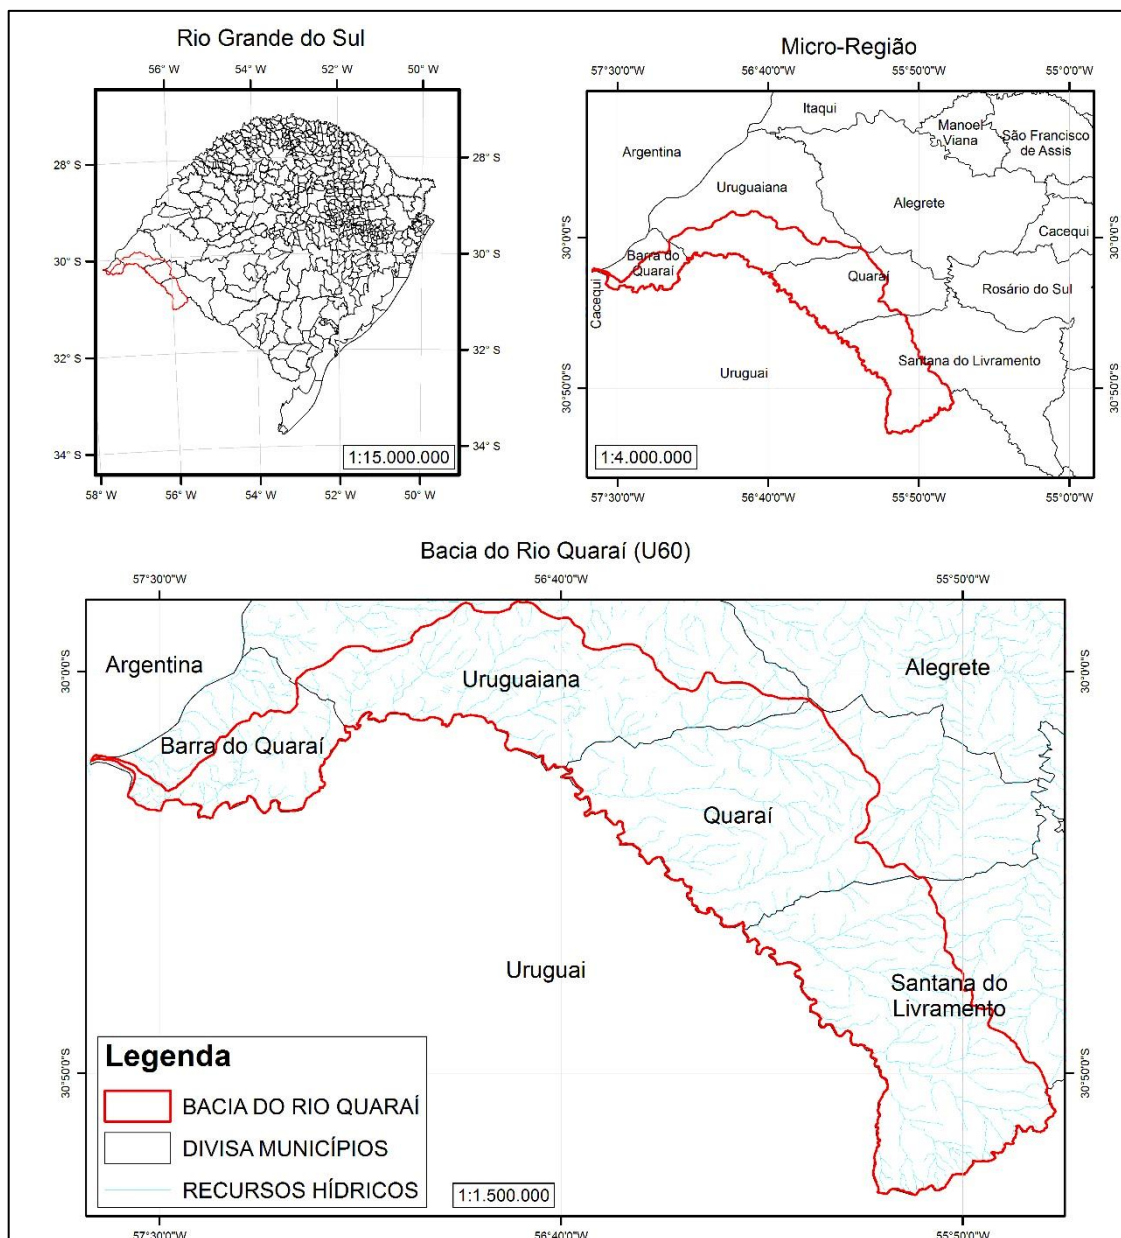 Rio Grande do Sul
56° W 54° W 52° W 50° W
28° S
28° S
30° S
30° S
32° S
32° S
34° S
34° S
1:15.000.000
58° W 56° W 54° W 52° W 50° W
Micro-Região
57°30'0"W 56°40'0"W 55°50'0"W 55°0'0"W
Itaqui
Manoel
Viana
São Francisco
de Assis
Argentina
Uruguaiana
Alegrete
Cacequi
30°0'0"S
30°0'0"S
Barra do
Quaraí
Quaraí
Rosário do Sul
Cacequi
Santana do Livramento
Uruguai
30°50'0"S
30°50'0"S
1:4.000.000
57°30'0"W 56°40'0"W 55°50'0"W 55°0'0"W
Bacia do Rio Quaraí (U60)
57°30'0"W 56°40'0"W 55°50'0"W
Argentina
Uruguaiana
Alegrete
30°0'0"S
30°0'0"S
Barra do Quaraí
Quaraí
Uruguai
Santana do
Livramento
30°50'0"S
30°50'0"S
Legenda
BACIA DO RIO QUARAÍ
DIVISA MUNICÍPIOS
RECURSOS HÍDRICOS
1:1.500.000
57°30'0"W 56°40'0"W 55°50'0"W